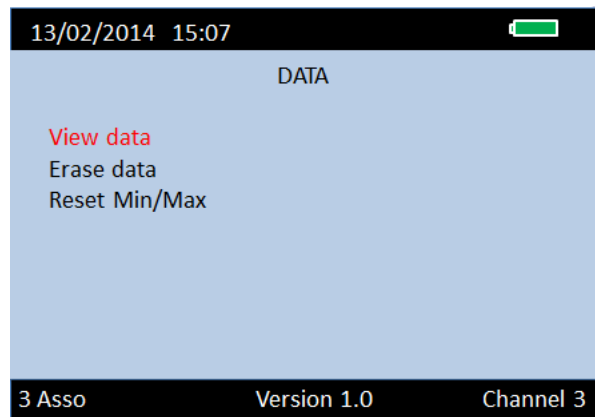 13/02/2014 15:07
DATA
View data
Erase data
Reset Min/Max
3 Asso Version 1.0 Channel 3